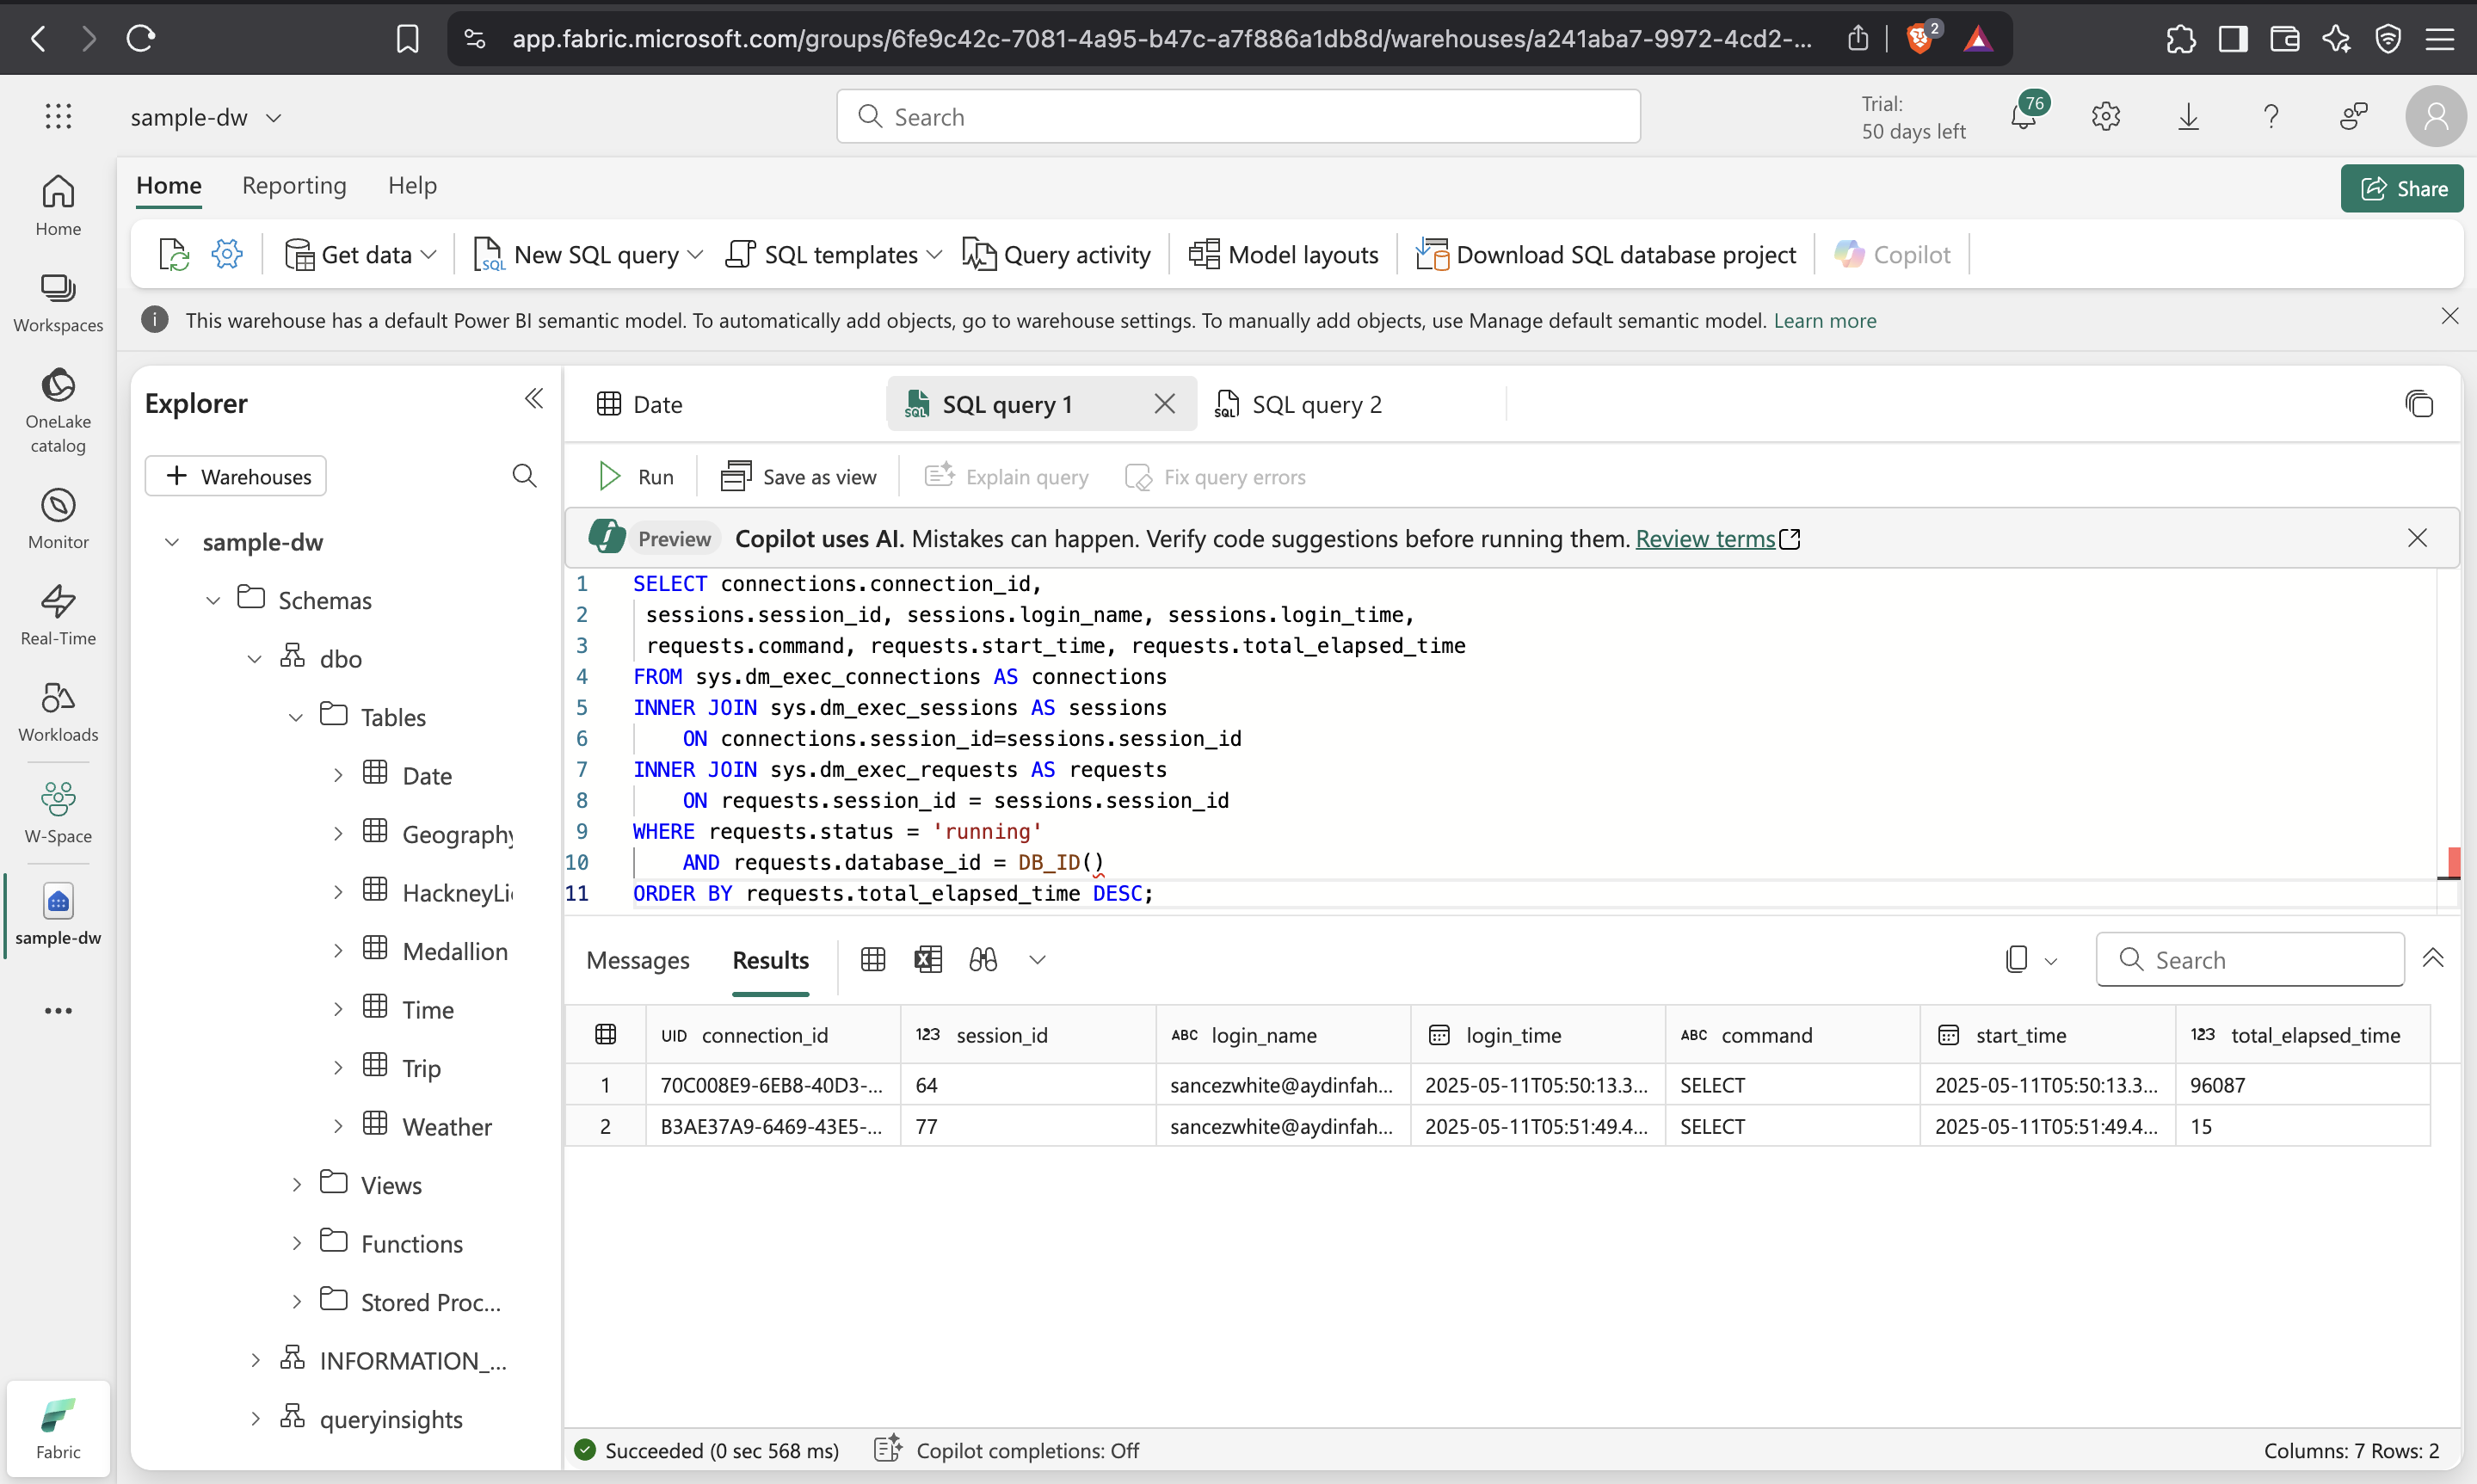 app.fabric.microsoft.com/groups/6fe9c42c-7081-4a95-b47c-a7f886a1db8d/warehouses/a241aba7-9972-4cd2-...
2
sample-dw
Search
Trial:
50 days left
76
Home
Reporting
Help
Share
Get data
New SQL query
SQL templates
Query activity
Model layouts
Download SQL database project
Copilot
This warehouse has a default Power BI semantic model. To automatically add objects, go to warehouse settings. To manually add objects, use Manage default semantic model. Learn more
Home
Workspaces
OneLake
catalog
Monitor
Real-Time
Workloads
W-Space
sample-dw
Fabric
Explorer
Warehouses
sample-dw
Schemas
dbo
Tables
Date
Geography
HackneyLi
Medallion
Time
Trip
Weather
Views
Functions
Stored Proc...
INFORMATION_...
queryinsights
Date
SQL query 1
SQL query 2
Run
Save as view
Explain query
Fix query errors
Preview Copilot uses AI. Mistakes can happen. Verify code suggestions before running them. Review terms
1 SELECT connections.connection_id,
2 sessions.session_id, sessions.login_name, sessions.login_time,
3 requests.command, requests.start_time, requests.total_elapsed_time
4 FROM sys.dm_exec_connections AS connections
5 INNER JOIN sys.dm_exec_sessions AS sessions
6 ON connections.session_id=sessions.session_id
7 INNER JOIN sys.dm_exec_requests AS requests
8 ON requests.session_id = sessions.session_id
9 WHERE requests.status = 'running'
10 AND requests.database_id = DB_ID()
11 ORDER BY requests.total_elapsed_time DESC;
Messages
Results
Search
UID connection_id 123 session_id ABC login_name login_time ABC command start_time 123 total_elapsed_time
1 70C008E9-6EB8-40D3-... 64 sancezwhite@aydinfah... 2025-05-11T05:50:13.3... SELECT 2025-05-11T05:50:13.3... 96087
2 B3AE37A9-6469-43E5-... 77 sancezwhite@aydinfah... 2025-05-11T05:51:49.4... SELECT 2025-05-11T05:51:49.4... 15
Succeeded (0 sec 568 ms)
Copilot completions: Off
Columns: 7 Rows: 2